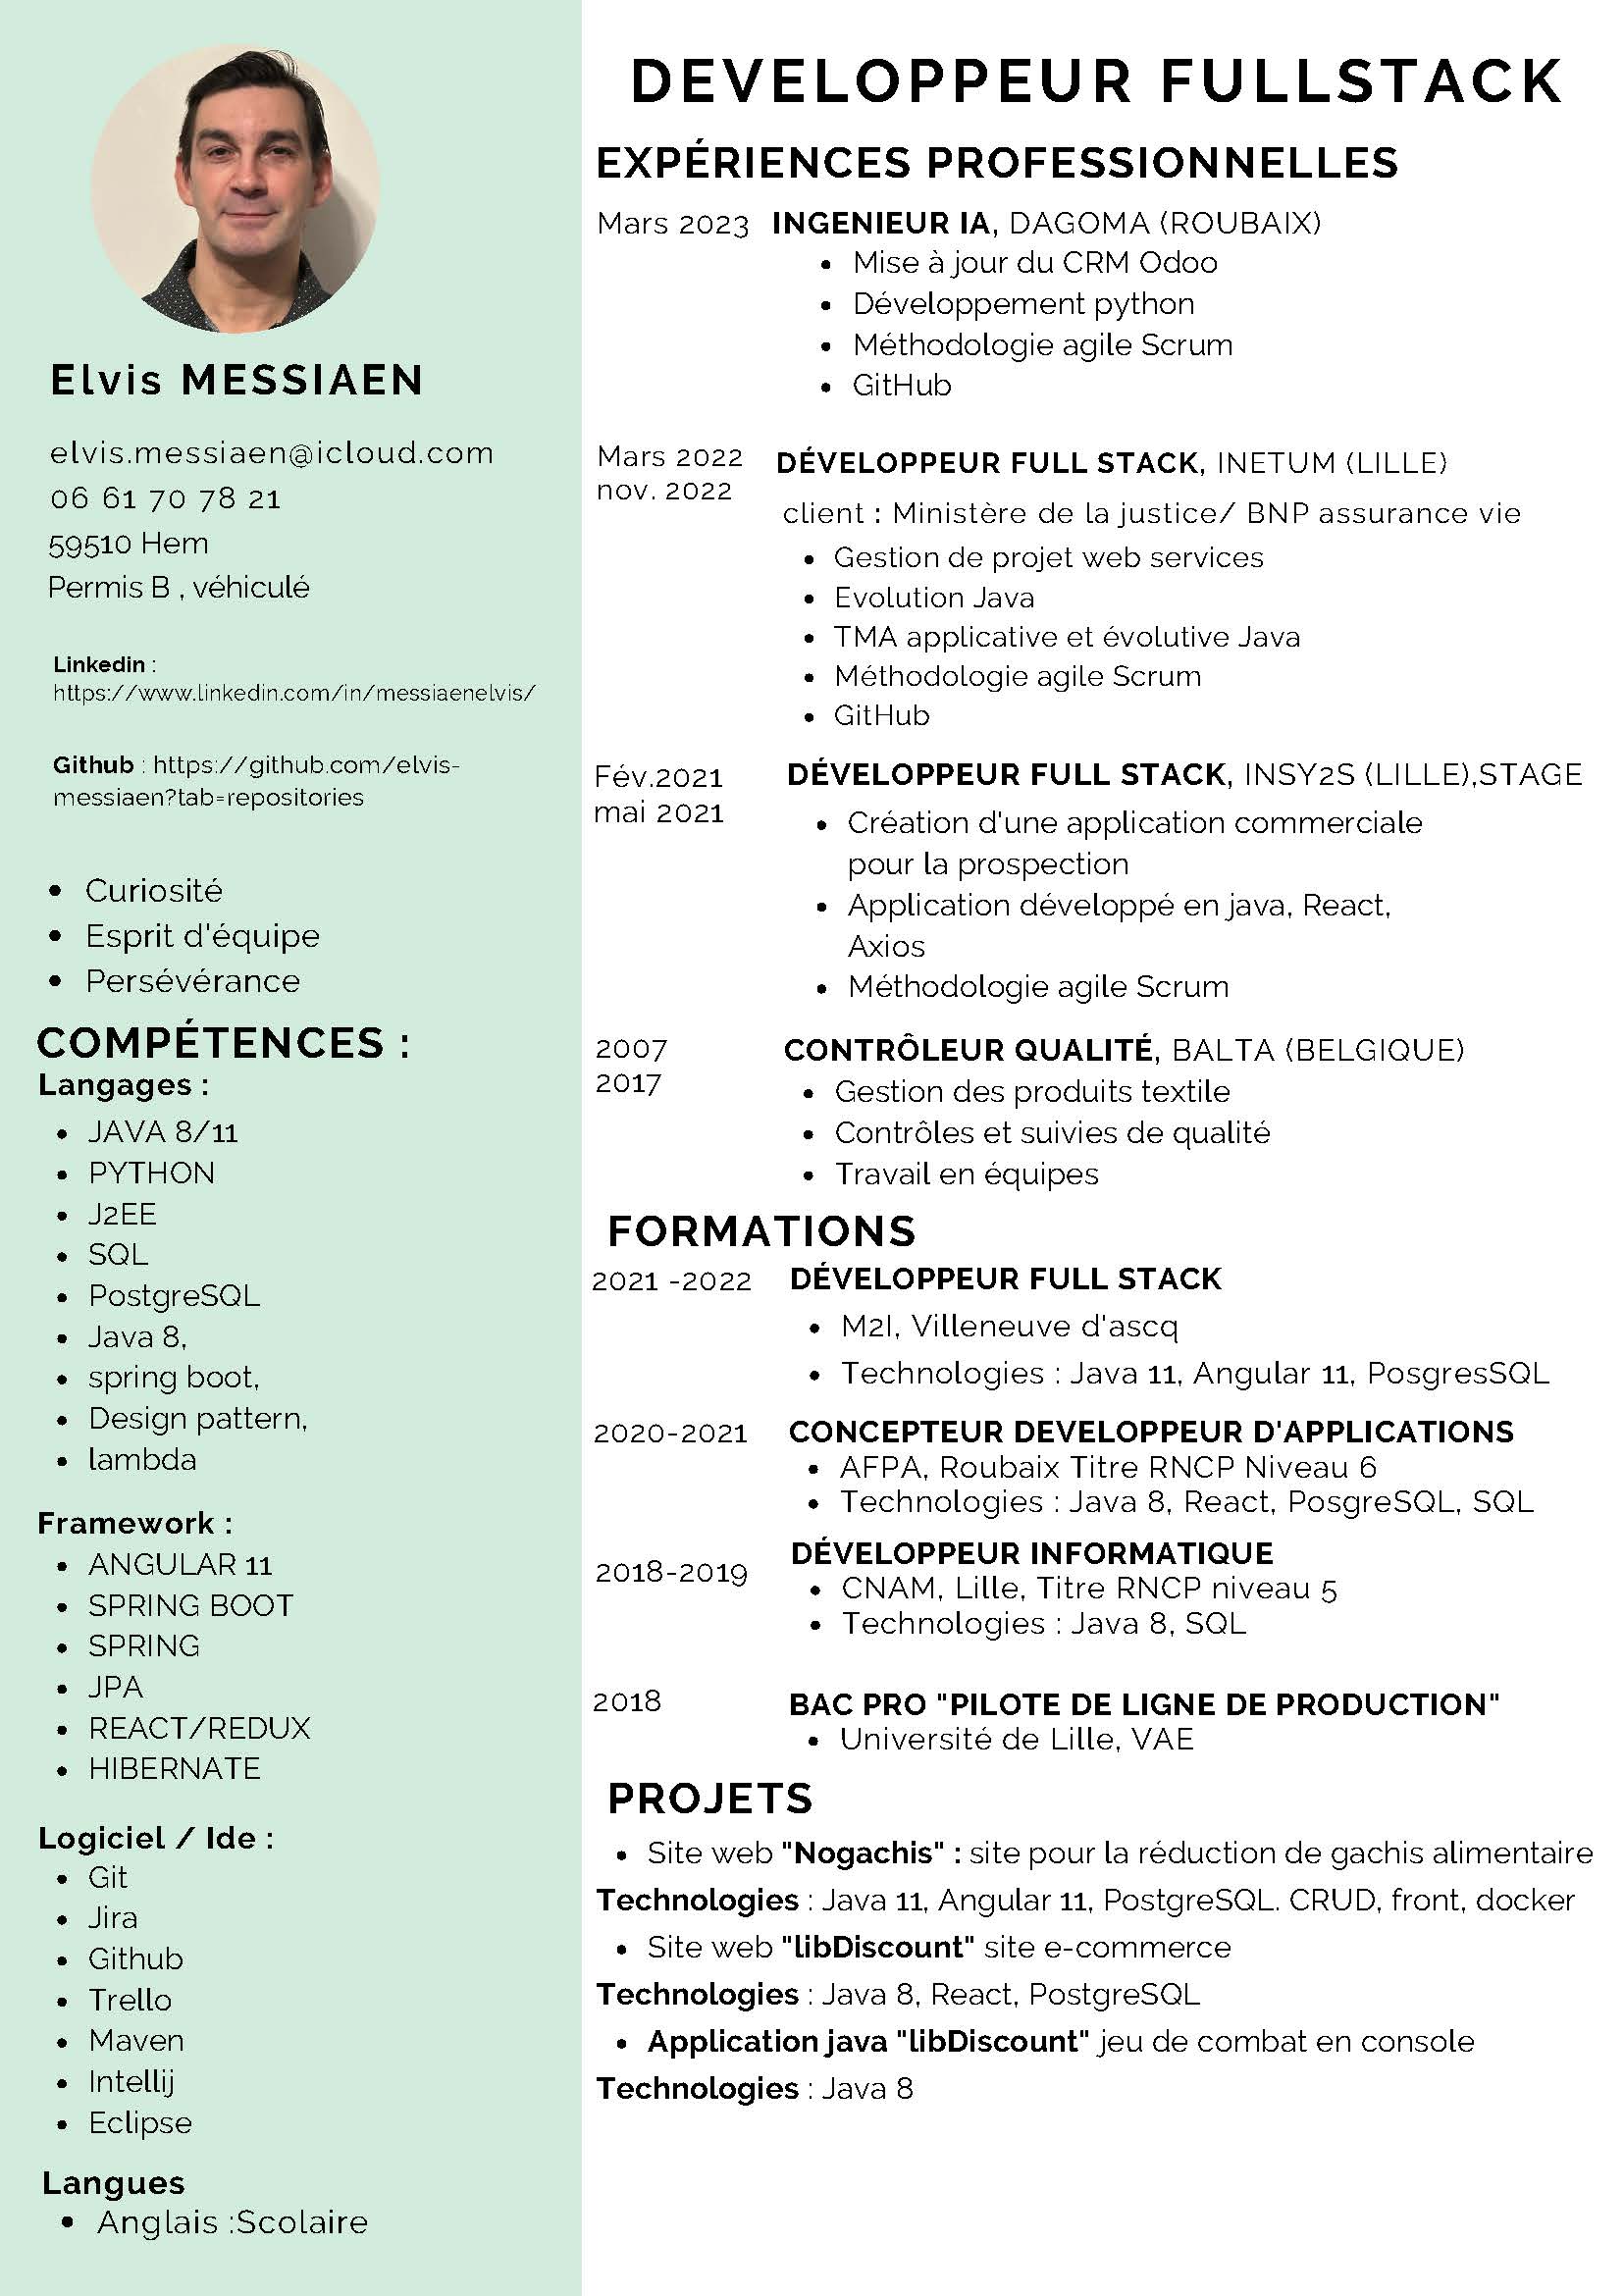 Elvis MESSIAEN
elvis.messiaen@icloud.com
06 61 70 78 21
59510 Hem
Permis B , véhiculé
Linkedin :
https://www.linkedin.com/in/messiaenelvis/
Github : https://github.com/elvis-
messiaen?tab=repositories
• Curiosité
• Esprit d'équipe
• Persévérance
COMPÉTENCES :
Langages :
• JAVA 8/11
• PYTHON
• J2EE
• SQL
• PostgreSQL
• Java 8,
• spring boot,
• Design pattern,
• lambda
Framework :
• ANGULAR 11
• SPRING BOOT
• SPRING
• JPA
• REACT/REDUX
• HIBERNATE
Logiciel / Ide :
• Git
• Jira
• Github
• Trello
• Maven
• Intellij
• Eclipse
Langues
• Anglais :Scolaire
DEVELOPPEUR FULLSTACK
EXPÉRIENCES PROFESSIONNELLES
Mars 2023 INGENIEUR IA, DAGOMA (ROUBAIX)
• Mise à jour du CRM Odoo
• Développement python
• Méthodologie agile Scrum
• GitHub
Mars 2022
nov. 2022
DÉVELOPPEUR FULL STACK, INETUM (LILLE)
client : Ministère de la justice/ BNP assurance vie
• Gestion de projet web services
• Evolution Java
• TMA applicative et évolutive Java
• Méthodologie agile Scrum
• GitHub
Fév.2021
mai 2021
DÉVELOPPEUR FULL STACK, INSY2S (LILLE),STAGE
• Création d'une application commerciale
pour la prospection
• Application développé en java, React,
Axios
• Méthodologie agile Scrum
2007
2017
CONTRÔLEUR QUALITÉ, BALTA (BELGIQUE)
• Gestion des produits textile
• Contrôles et suivies de qualité
• Travail en équipes
FORMATIONS
2021 -2022 DÉVELOPPEUR FULL STACK
• M2I, Villeneuve d'ascq
• Technologies : Java 11, Angular 11, PosgresSQL
2020-2021 CONCEPTEUR DEVELOPPEUR D'APPLICATIONS
• AFPA, Roubaix Titre RNCP Niveau 6
• Technologies : Java 8, React, PosgreSQL, SQL
DÉVELOPPEUR INFORMATIQUE
2018-2019
• CNAM, Lille, Titre RNCP niveau 5
• Technologies : Java 8, SQL
2018 BAC PRO "PILOTE DE LIGNE DE PRODUCTION"
• Université de Lille, VAE
PROJETS
• Site web "Nogachis" : site pour la réduction de gachis alimentaire
Technologies : Java 11, Angular 11, PostgreSQL. CRUD, front, docker
• Site web "libDiscount" site e-commerce
Technologies : Java 8, React, PostgreSQL
• Application java "libDiscount" jeu de combat en console
Technologies : Java 8